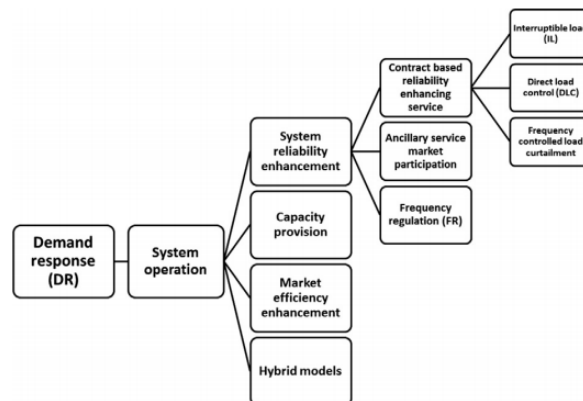 Interruptible load
(IL)
Contract based
reliability
enhancing
service
Direct load
control (DLC)
System
reliability
enhancement
Ancillary service
market
participation
Frequency
controlled load
curtailment
Frequency
regulation (FR)
Capacity
provision
Demand
response
(DR)
System
operation
Market
efficiency
enhancement
Hybrid models